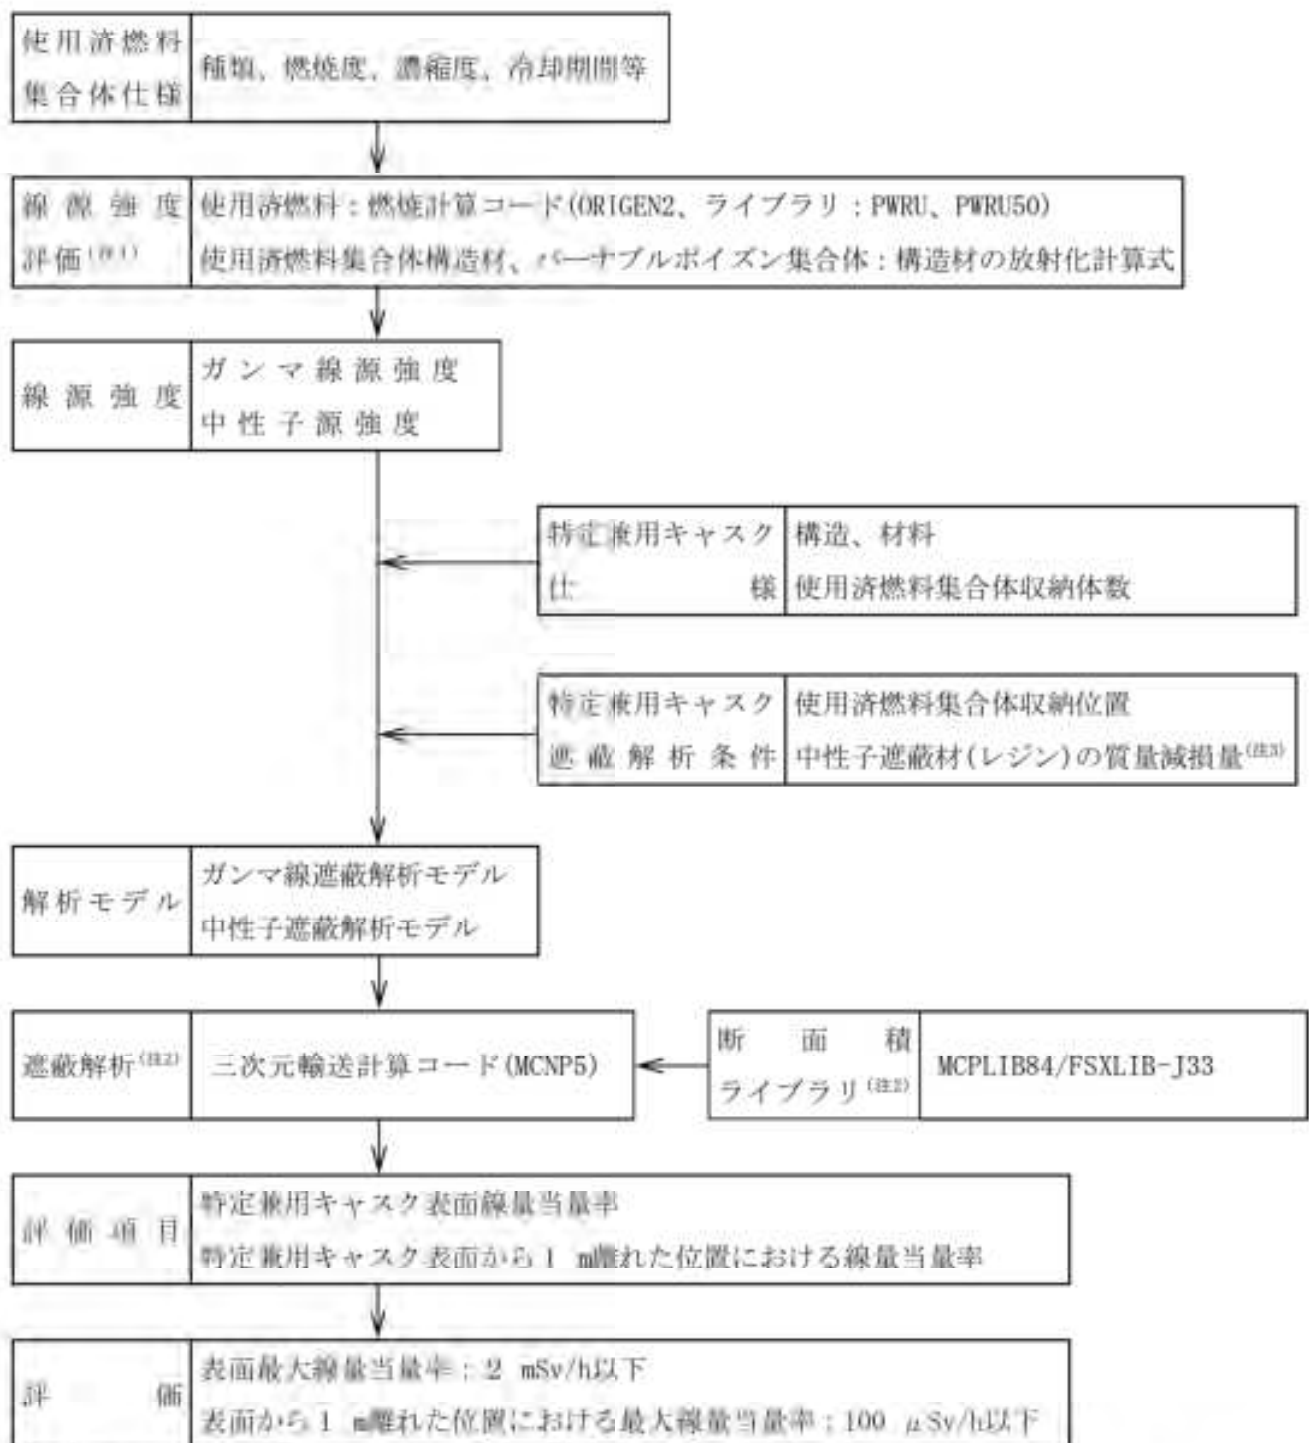 使用済燃料
集合体仕様
種類、燃焼度、濃縮度、冷却期間等
線源強度
評価(注1)
使用済燃料：燃焼計算コード(ORIGEN2、ライブラリ：PWRU、PWRU50)
使用済燃料集合体構造材、バーナブルポイズン集合体：構造材の放射化計算式
線源強度
ガンマ線源強度
中性子源強度
特定兼用キャスク
仕様
構造、材料
使用済燃料集合体収納体数
特定兼用キャスク
遮蔽解析条件
使用済燃料集合体収納位置
中性子遮蔽材(レジン)の質量減損量(注3)
解析モデル
ガンマ線遮蔽解析モデル
中性子遮蔽解析モデル
遮蔽解析(注2)
三次元輸送計算コード(MCNP5)
断面積
ライブラリ(注2)
MCPLIB84/FSXLIB-J33
評価項目
特定兼用キャスク表面線量当量率
特定兼用キャスク表面から1 m離れた位置における線量当量率
評価
表面最大線量当量率：2 mSv/h以下
表面から1 m離れた位置における最大線量当量率：100 μSv/h以下